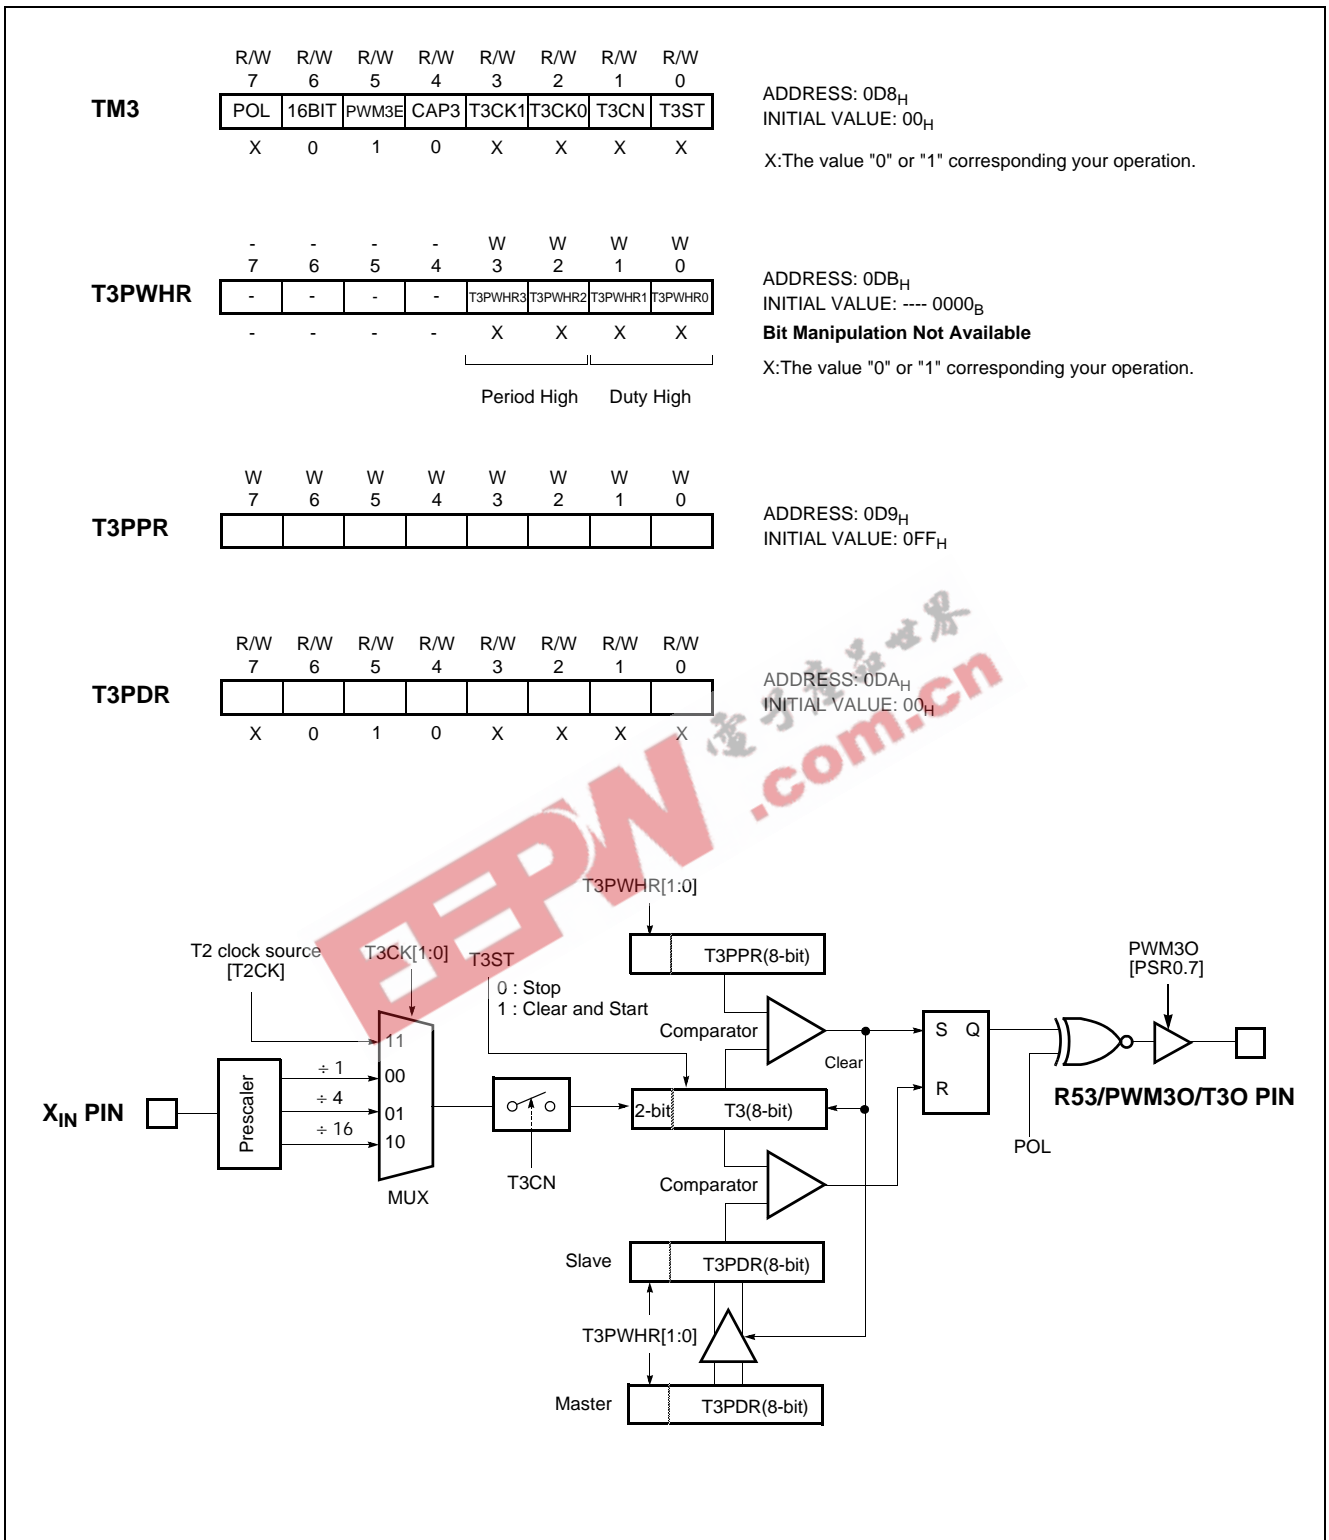 R/W R/W R/W R/W R/W R/W R/W R/W
7 6 5 4 3 2 1 0
TM3 POL 16BIT PWM3E CAP3 T3CK1 T3CK0 T3CN T3ST
X 0 1 0 X X X X
ADDRESS: 0D8H
INITIAL VALUE: 00H
X:The value "0" or "1" corresponding your operation.
- - - - W W W W
7 6 5 4 3 2 1 0
T3PWHR - - - - T3PWHR3 T3PWHR2 T3PWHR1 T3PWHR0
- - - - X X X X
Period High Duty High
ADDRESS: 0DBH
INITIAL VALUE: ---- 0000B
Bit Manipulation Not Available
X:The value "0" or "1" corresponding your operation.
W W W W W W W W
7 6 5 4 3 2 1 0
T3PPR
ADDRESS: 0D9H
INITIAL VALUE: 0FFH
R/W R/W R/W R/W R/W R/W R/W R/W
7 6 5 4 3 2 1 0
T3PDR
X 0 1 0 X X X X
ADDRESS: 0DAH
INITIAL VALUE: 00H
EEPW
電子產品世界
.com.cn
T3PWHR[1:0]
T3PPR(8-bit)
T2 clock source
[T2CK]
T3CK[1:0]
T3ST
0 : Stop
1 : Clear and Start
Comparator
PWM3O
[PSR0.7]
11
÷ 1
00
÷ 4
01
÷ 16
10
MUX
XIN PIN
Prescaler
T3CN
2-bit
T3(8-bit)
Clear
S Q
R
POL
R53/PWM3O/T3O PIN
Comparator
Slave
T3PDR(8-bit)
T3PWHR[1:0]
Master
T3PDR(8-bit)